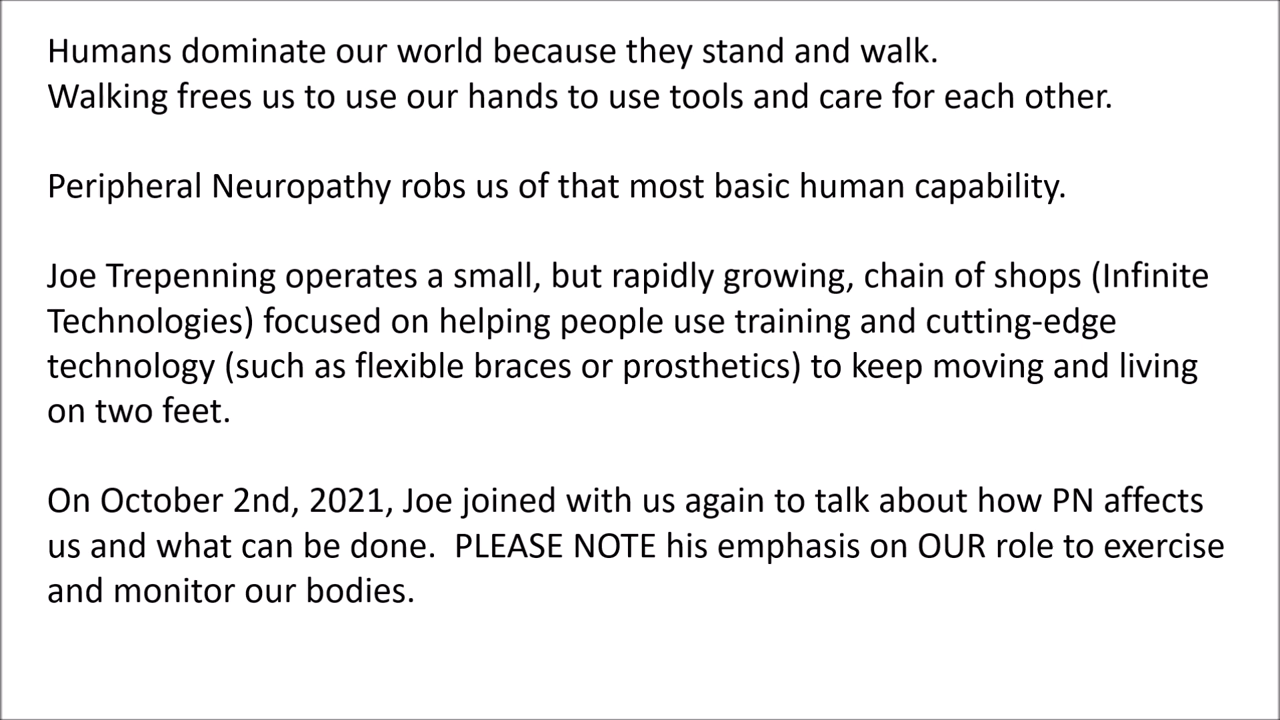 Humans dominate our world because they stand and walk.
Walking frees us to use our hands to use tools and care for each other.
Peripheral Neuropathy robs us of that most basic human capability.
Joe Trepenning operates a small, but rapidly growing, chain of shops (Infinite
Technologies) focused on helping people use training and cutting-edge
technology (such as flexible braces or prosthetics) to keep moving and living
on two feet.
On October 2nd, 2021, Joe joined with us again to talk about how PN affects
us and what can be done.  PLEASE NOTE his emphasis on OUR role to exercise
and monitor our bodies.